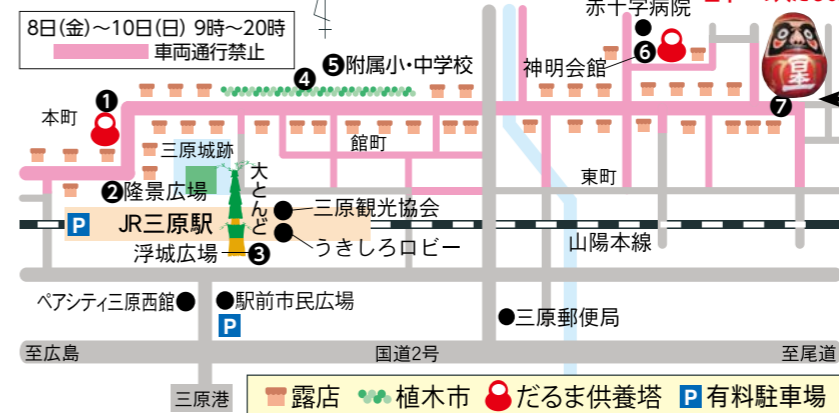 8日(金)～10日(日) 9時～20時
車両通行禁止
赤十字病院
❺附属小・中学校
❹
神明会館
❻
日本一
❼
❶
本町
三原城跡
館町
東町
大とんど
❷隆景広場
三原観光協会
P
JR三原駅
うきしろロビー
山陽本線
浮城広場
❸
ペアシティ三原西館
駅前市民広場
P
三原郵便局
至広島
国道2号
至尾道
三原港
露店
植木市
だるま供養塔
P 有料駐車場